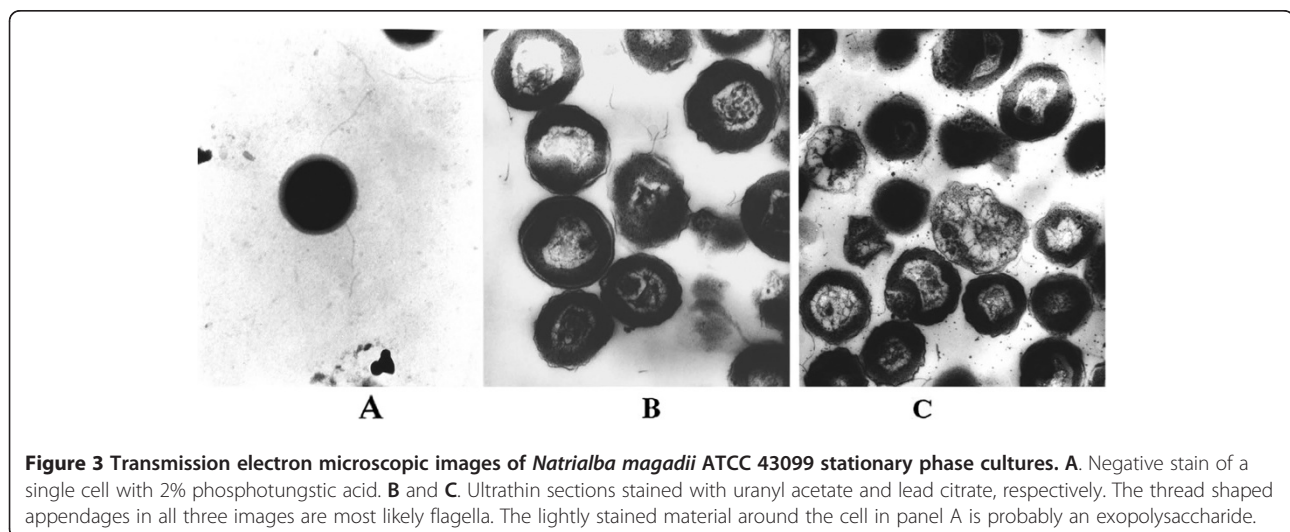 A
B
C
Figure 3 Transmission electron microscopic images of Natrialba magadii ATCC 43099 stationary phase cultures. A. Negative stain of a
single cell with 2% phosphotungstic acid. B and C. Ultrathin sections stained with uranyl acetate and lead citrate, respectively. The thread shaped
appendages in all three images are most likely flagella. The lightly stained material around the cell in panel A is probably an exopolysaccharide.